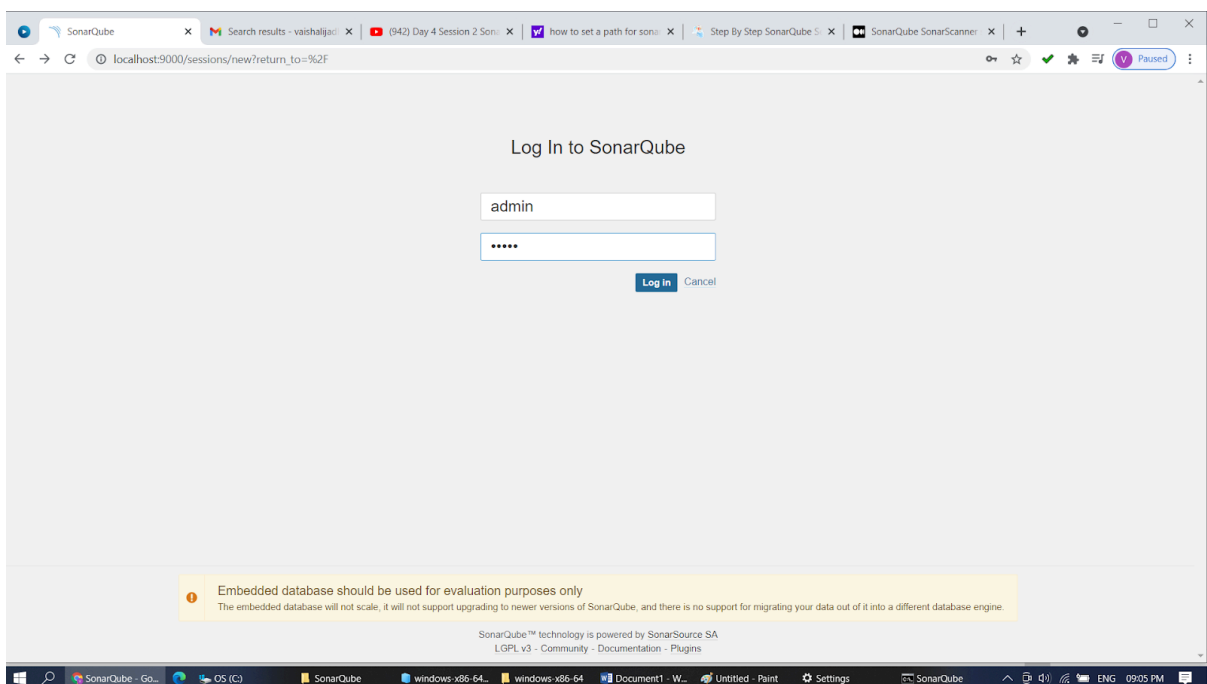 SonarQube
Search results - vaishalijad
(942) Day 4 Session 2 Sona
how to set a path for sona
Step By Step SonarQube S
SonarQube SonarScanner
localhost:9000/sessions/new?return_to=%2F
V Paused
Log In to SonarQube
admin
•••••
Log in Cancel
Embedded database should be used for evaluation purposes only
The embedded database will not scale, it will not support upgrading to newer versions of SonarQube, and there is no support for migrating your data out of it into a different database engine.
SonarQube™ technology is powered by SonarSource SA
LGPL v3 - Community - Documentation - Plugins
SonarQube - Go...
OS (C:)
SonarQube
windows-x86-64...
windows-x86-64
Document1 - W...
Untitled - Paint
Settings
SonarQube
ENG 09:05 PM